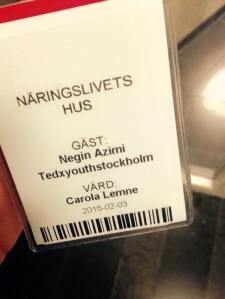 NÄRINGSLIVETS
HUS
GÄST:
Negin Azimi
Tedxyouthstockholm
VÄRD:
Carola Lemne
2015-02-03